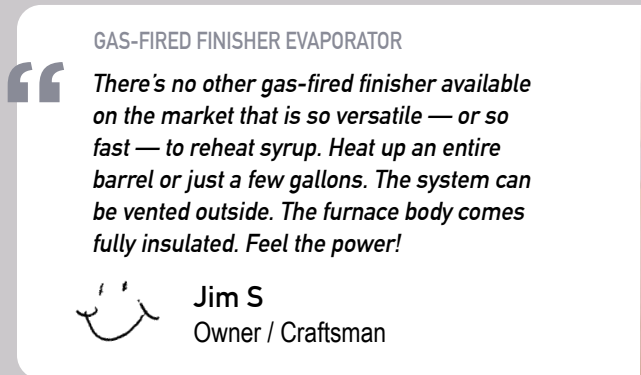 GAS-FIRED FINISHER EVAPORATOR
“
There’s no other gas-fired finisher available
on the market that is so versatile — or so
fast — to reheat syrup. Heat up an entire
barrel or just a few gallons. The system can
be vented outside. The furnace body comes
fully insulated. Feel the power!
Jim S
Owner / Craftsman